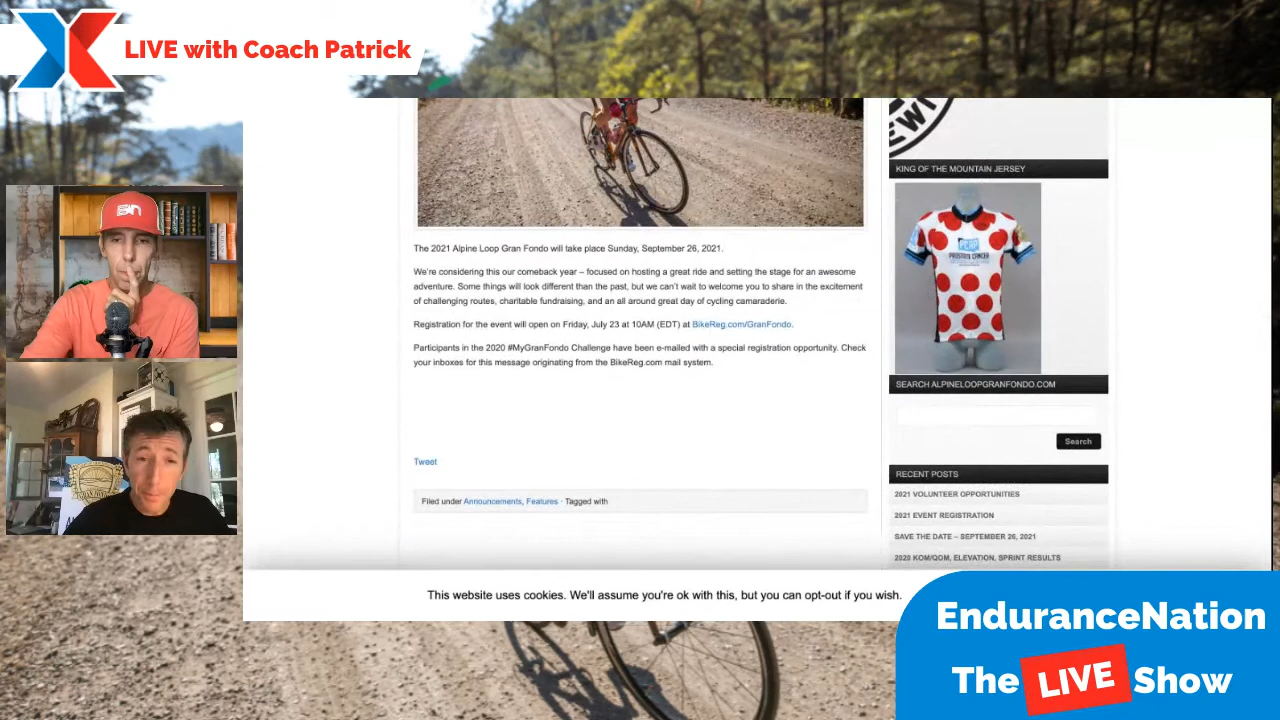 LIVE with Coach Patrick
EWI
KING OF THE MOUNTAIN JERSEY
PCAP
PROSTATE CANCER
The 2021 Alpine Loop Gran Fondo will take place Sunday, September 26, 2021.
We're considering this our comeback year – focused on hosting a great ride and setting the stage for an awesome
adventure. Some things will look different than the past, but we can't wait to welcome you to share in the excitement
of challenging routes, charitable fundraising, and an all around great day of cycling camaraderie.
Registration for the event will open on Friday, July 23 at 10AM (EDT) at BikeReg.com/GranFondo.
Participants in the 2020 #MyGranFondo Challenge have been e-mailed with a special registration opportunity. Check
your inboxes for this message originating from the BikeReg.com mail system.
Tweet
Filed under Announcements, Features · Tagged with
SEARCH ALPINELOOPGRANFONDO.COM
Search
RECENT POSTS
2021 VOLUNTEER OPPORTUNITIES
2021 EVENT REGISTRATION
SAVE THE DATE – SEPTEMBER 26, 2021
2020 KOM/QOM, ELEVATION, SPRINT RESULTS
This website uses cookies. We'll assume you're ok with this, but you can opt-out if you wish.
EnduranceNation
The LIVE Show